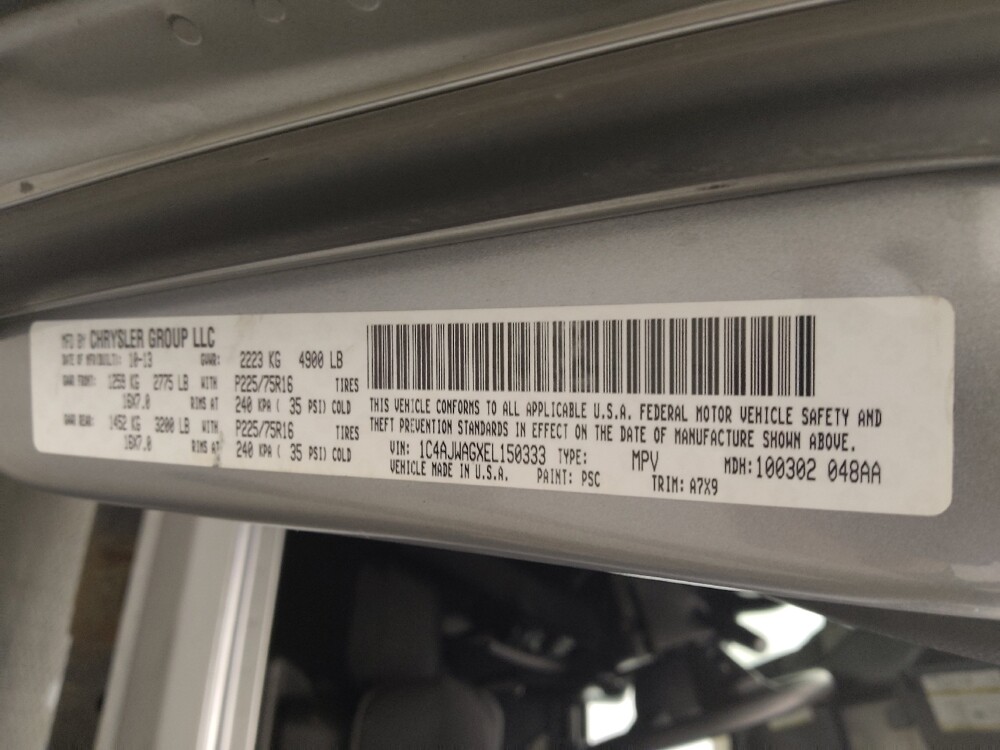 MFD BY CHRYSLER GROUP LLC
DATE OF MFR(BUILT): 10-13 GVWR: 2223 KG 4900 LB
GAWR FRONT: 1259 KG 2775 LB WITH P225/75R16 TIRES
16X7.0 RIMS AT 240 KPA ( 35 PSI) COLD
GAWR REAR: 1452 KG 3200 LB WITH P225/75R16 TIRES
16X7.0 RIMS AT 240 KPA ( 35 PSI) COLD
THIS VEHICLE CONFORMS TO ALL APPLICABLE U.S.A. FEDERAL MOTOR VEHICLE SAFETY AND
THEFT PREVENTION STANDARDS IN EFFECT ON THE DATE OF MANUFACTURE SHOWN ABOVE.
VIN: 1C4AJWAGXEL150333 TYPE: MPV MDH: 100302 048AA
VEHICLE MADE IN U.S.A. PAINT: PSC TRIM: A7X9